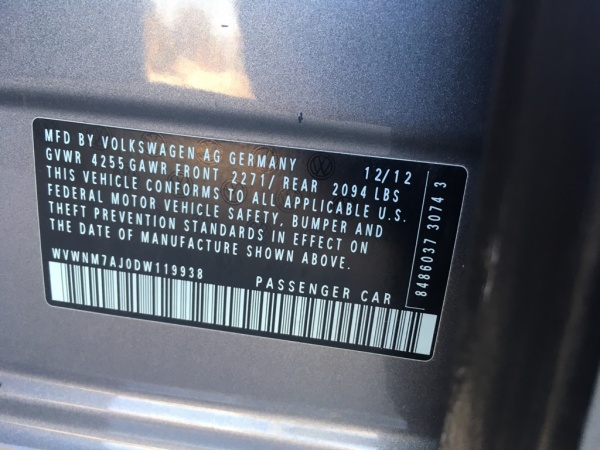 MFD BY VOLKSWAGEN AG GERMANY 12/12
GVWR 4255 GAWR FRONT 2271/ REAR 2094 LBS
THIS VEHICLE CONFORMS TO ALL APPLICABLE U.S.
FEDERAL MOTOR VEHICLE SAFETY, BUMPER AND
THEFT PREVENTION STANDARDS IN EFFECT ON
THE DATE OF MANUFACTURE SHOWN ABOVE.
WVWNM7AJ0DW119938 PASSENGER CAR
8486037 3074 3